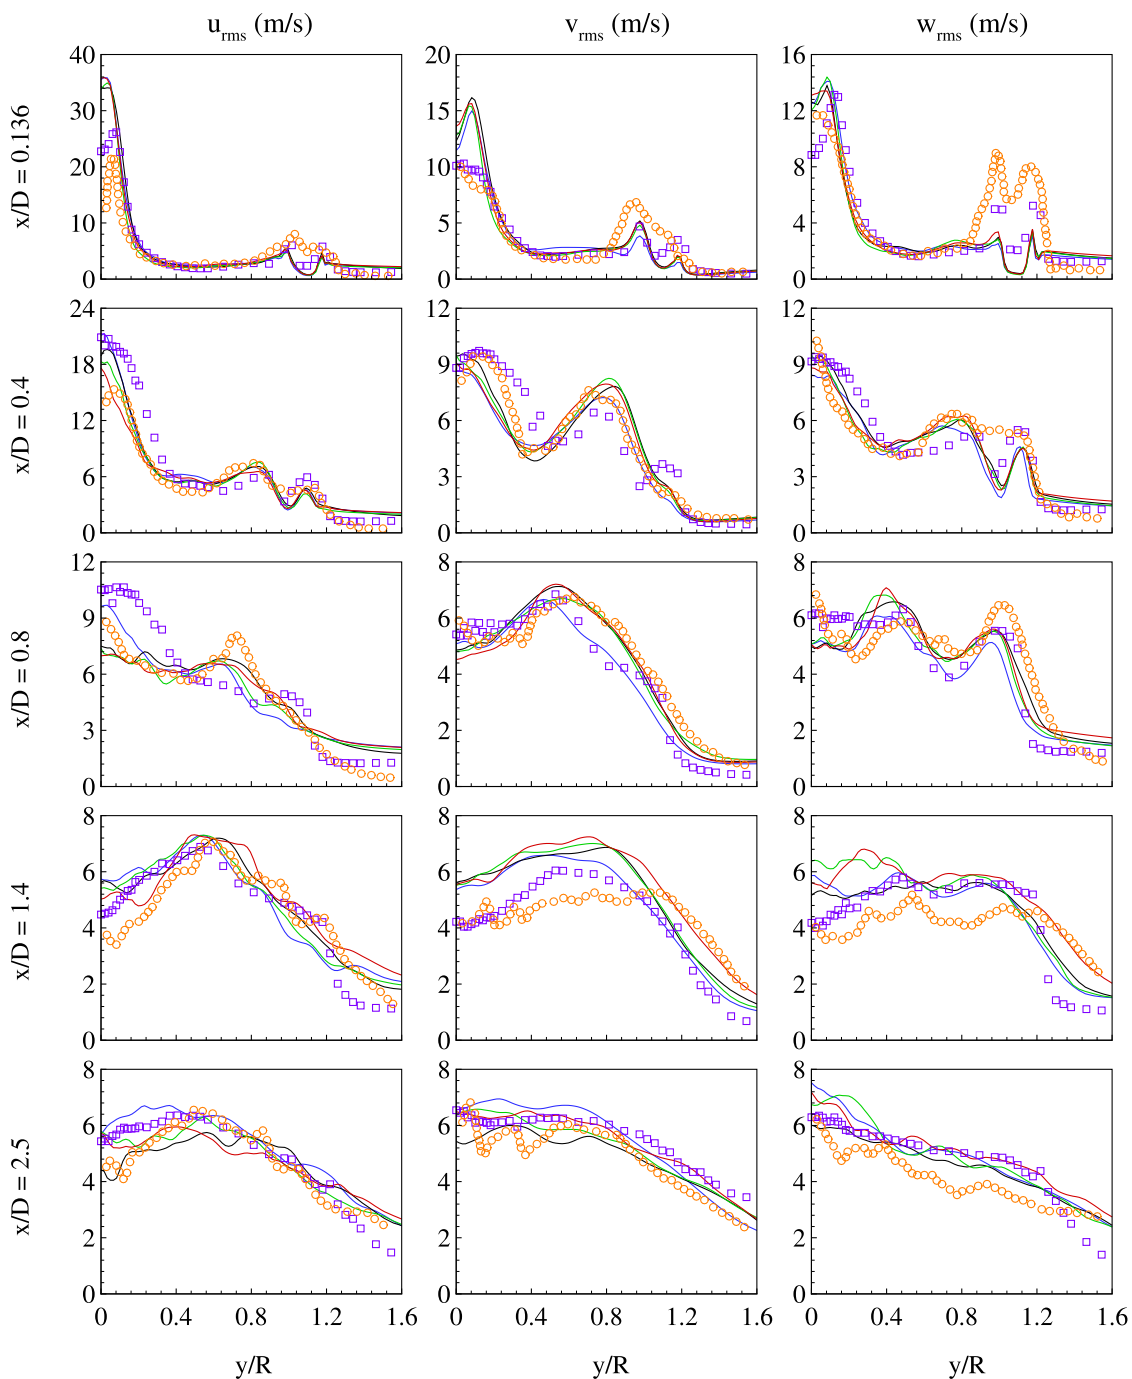 u_rms (m/s) v_rms (m/s) w_rms (m/s)
x/D = 0.136
40 30 20 10 0
20 15 10 5 0
16 12 8 4 0
x/D = 0.4
24 18 12 6 0
12 9 6 3 0
12 9 6 3 0
x/D = 0.8
12 9 6 3 0
8 6 4 2 0
8 6 4 2 0
x/D = 1.4
8 6 4 2 0
8 6 4 2 0
8 6 4 2 0
x/D = 2.5
8 6 4 2 0
8 6 4 2 0
8 6 4 2 0
0 0.4 0.8 1.2 1.6
0 0.4 0.8 1.2 1.6
0 0.4 0.8 1.2 1.6
y/R y/R y/R